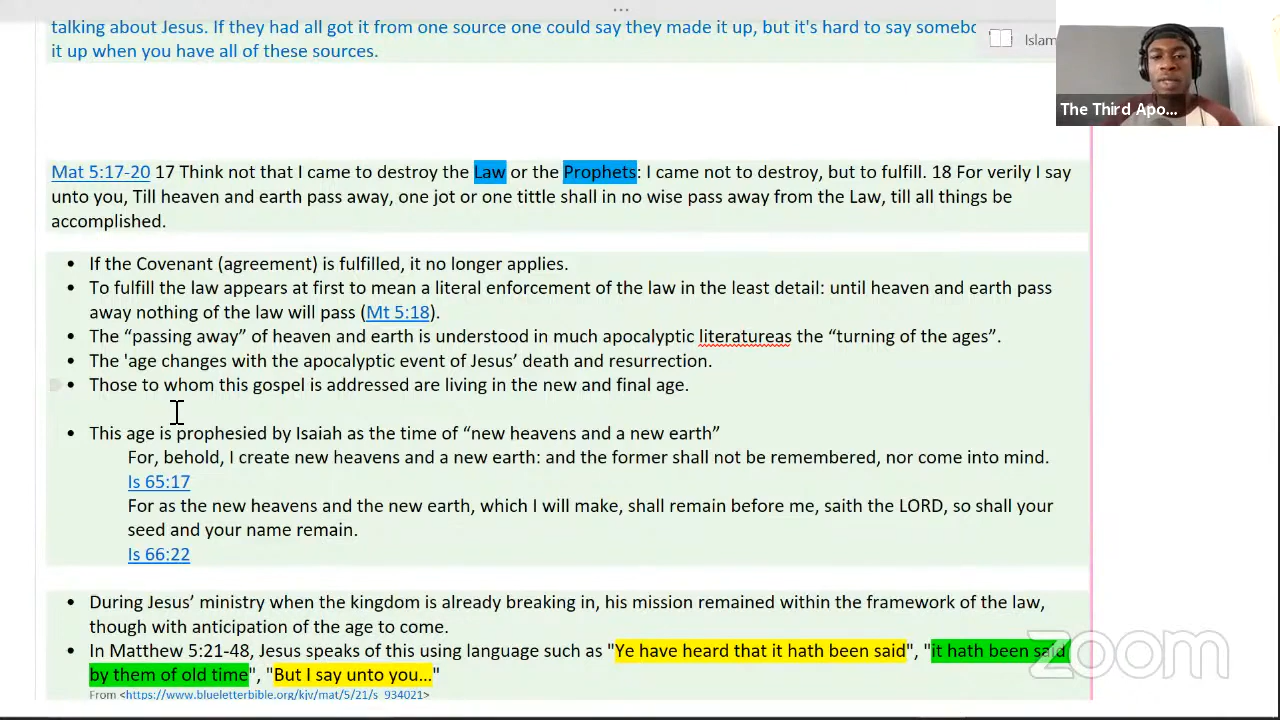 talking about Jesus. If they had all got it from one source one could say they made it up, but it's hard to say
it up when you have all of these sources.
Islam
The Third Apo...
Mat 5:17-20 17 Think not that I came to destroy the Law or the Prophets: I came not to destroy, but to fulfill. 18 For verily I say
unto you, Till heaven and earth pass away, one jot or one tittle shall in no wise pass away from the Law, till all things be
accomplished.
• If the Covenant (agreement) is fulfilled, it no longer applies.
• To fulfill the law appears at first to mean a literal enforcement of the law in the least detail: until heaven and earth pass
away nothing of the law will pass (Mt 5:18).
• The “passing away” of heaven and earth is understood in much apocalyptic literatureas the “turning of the ages”.
• The 'age changes with the apocalyptic event of Jesus’ death and resurrection.
• Those to whom this gospel is addressed are living in the new and final age.
• This age is prophesied by Isaiah as the time of “new heavens and a new earth”
For, behold, I create new heavens and a new earth: and the former shall not be remembered, nor come into mind.
Is 65:17
For as the new heavens and the new earth, which I will make, shall remain before me, saith the LORD, so shall your
seed and your name remain.
Is 66:22
• During Jesus’ ministry when the kingdom is already breaking in, his mission remained within the framework of the law,
though with anticipation of the age to come.
• In Matthew 5:21-48, Jesus speaks of this using language such as "Ye have heard that it hath been said", "it hath been said
by them of old time", "But I say unto you..."
From <https://www.blueletterbible.org/kjv/mat/5/21/s_934021>
zoom